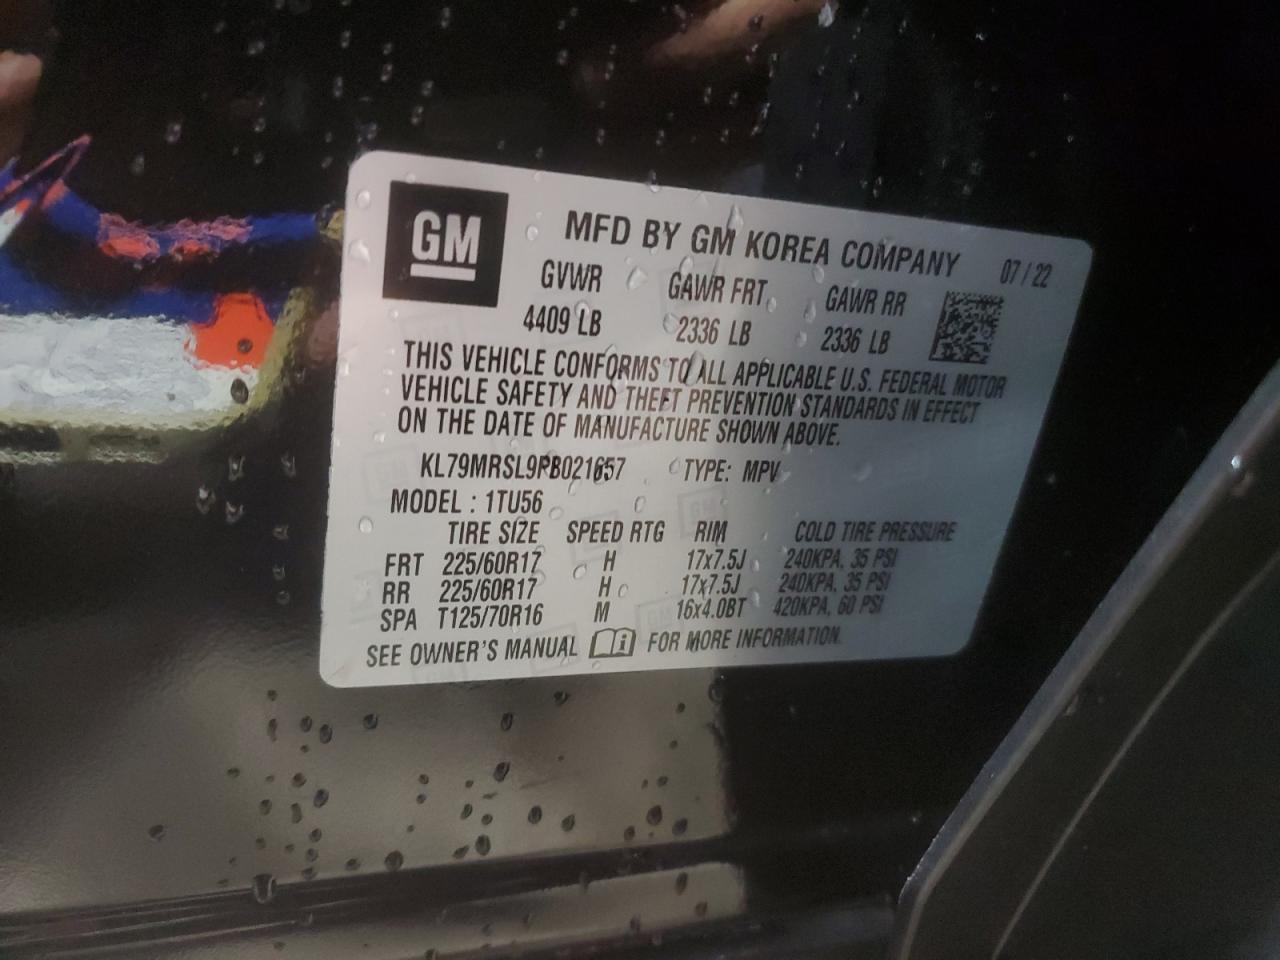 GM
MFD BY GM KOREA COMPANY 07/22
GVWR GAWR FRT GAWR RR
4409 LB 2336 LB 2336 LB
THIS VEHICLE CONFORMS TO ALL APPLICABLE U.S. FEDERAL MOTOR
VEHICLE SAFETY AND THEFT PREVENTION STANDARDS IN EFFECT
ON THE DATE OF MANUFACTURE SHOWN ABOVE.
KL79MRSL9PB021657 TYPE: MPV
MODEL : 1TU56
TIRE SIZE SPEED RTG RIM COLD TIRE PRESSURE
FRT 225/60R17 H 17x7.5J 240KPA, 35 PSI
RR 225/60R17 H 17x7.5J 240KPA, 35 PSI
SPA T125/70R16 M 16x4.0BT 420KPA, 60 PSI
SEE OWNER'S MANUAL FOR MORE INFORMATION.